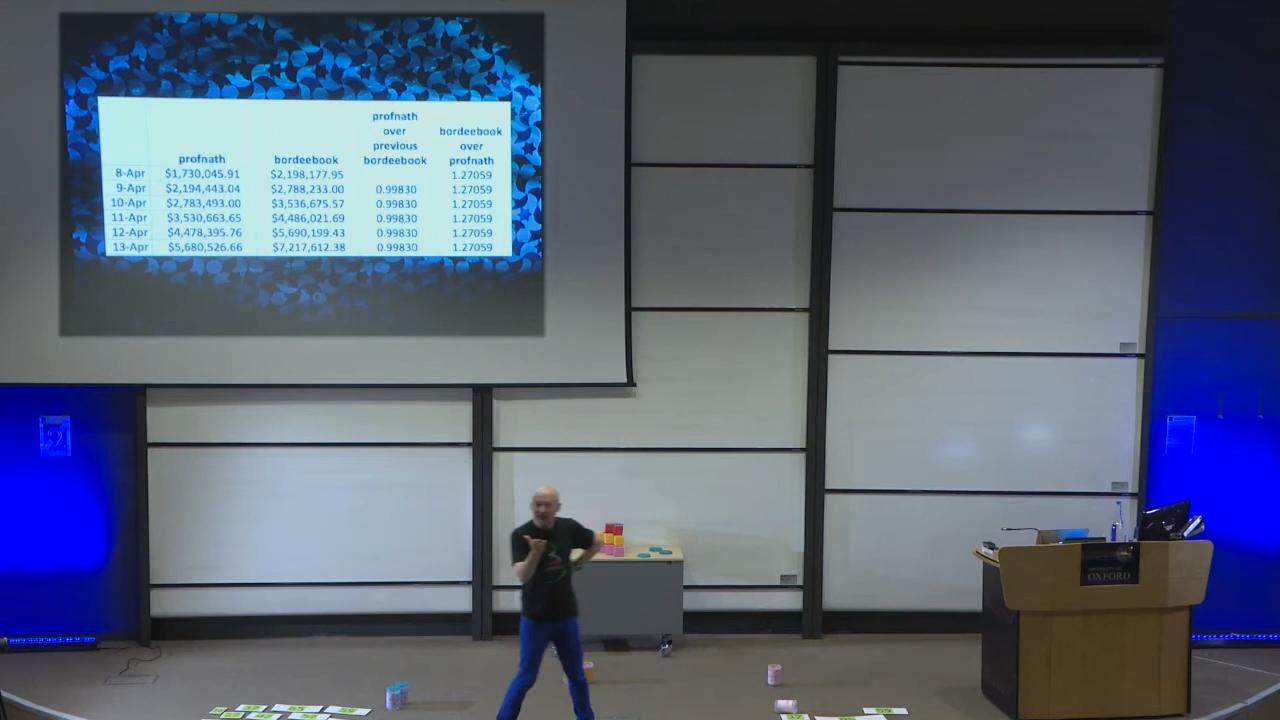 profnath
over
previous
bordeebook
bordeebook
over
profnath
profnath bordeebook
8-Apr $1,730,045.91 $2,198,177.95 1.27059
9-Apr $2,194,443.04 $2,788,233.00 0.99830 1.27059
10-Apr $2,783,493.00 $3,536,675.57 0.99830 1.27059
11-Apr $3,530,663.65 $4,486,021.69 0.99830 1.27059
12-Apr $4,478,395.76 $5,690,199.43 0.99830 1.27059
13-Apr $5,680,526.66 $7,217,612.38 0.99830 1.27059
UNIVERSITY OF
OXFORD